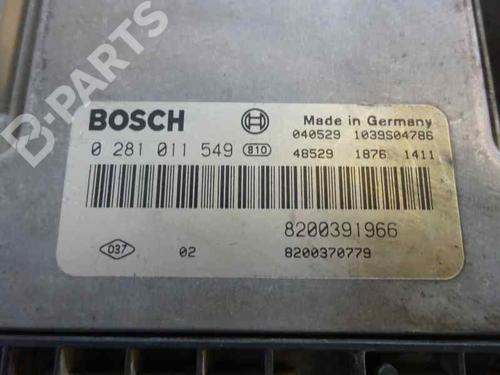 B-PARTS
BOSCH
Made in Germany
040529 1039S04786
0 281 011 549 810
48529 1876 1411
8200391966
037 02 8200370779